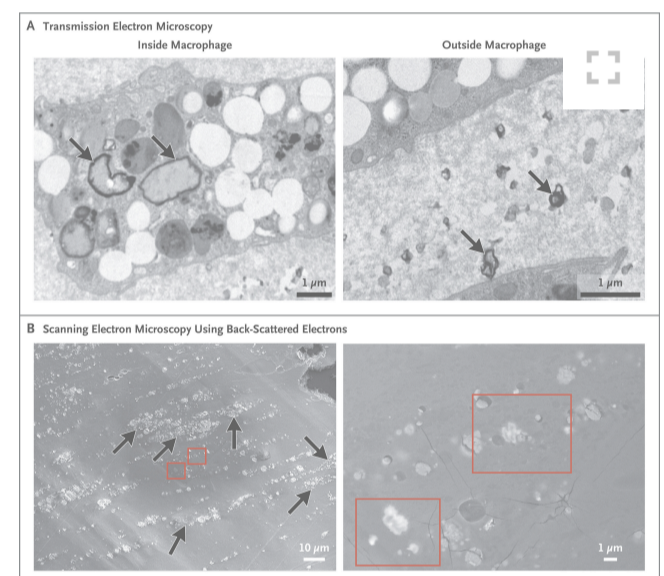 A Transmission Electron Microscopy
Inside Macrophage
Outside Macrophage
1 µm
1 µm
B Scanning Electron Microscopy Using Back-Scattered Electrons
10 µm
1 µm